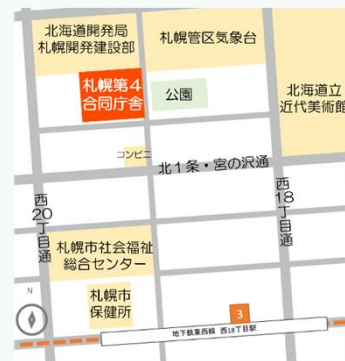 北海道開発局
札幌開発建設部
札幌管区気象台
札幌第4
合同庁舎
公園
北海道立
近代美術館
コンビニ
北1条・宮の沢通
西20丁目通
西18丁目通
札幌市社会福祉
総合センター
札幌市
保健所
N
3
地下鉄東西線 西18丁目駅